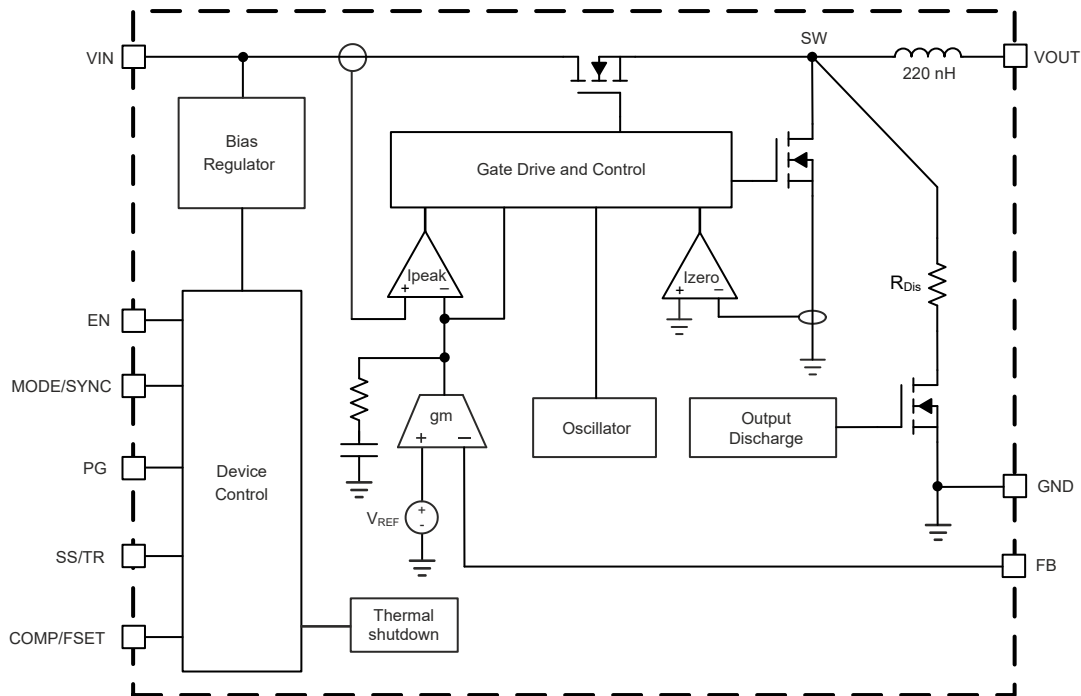 SW
VIN
VOUT
220 nH
Bias
Regulator
Gate Drive and Control
Ipeak
+ −
Izero
+ −
RDis
EN
MODE/SYNC
PG
SS/TR
COMP/FSET
Device
Control
gm
+ −
Oscillator
Output
Discharge
VREF
+
-
GND
FB
Thermal
shutdown